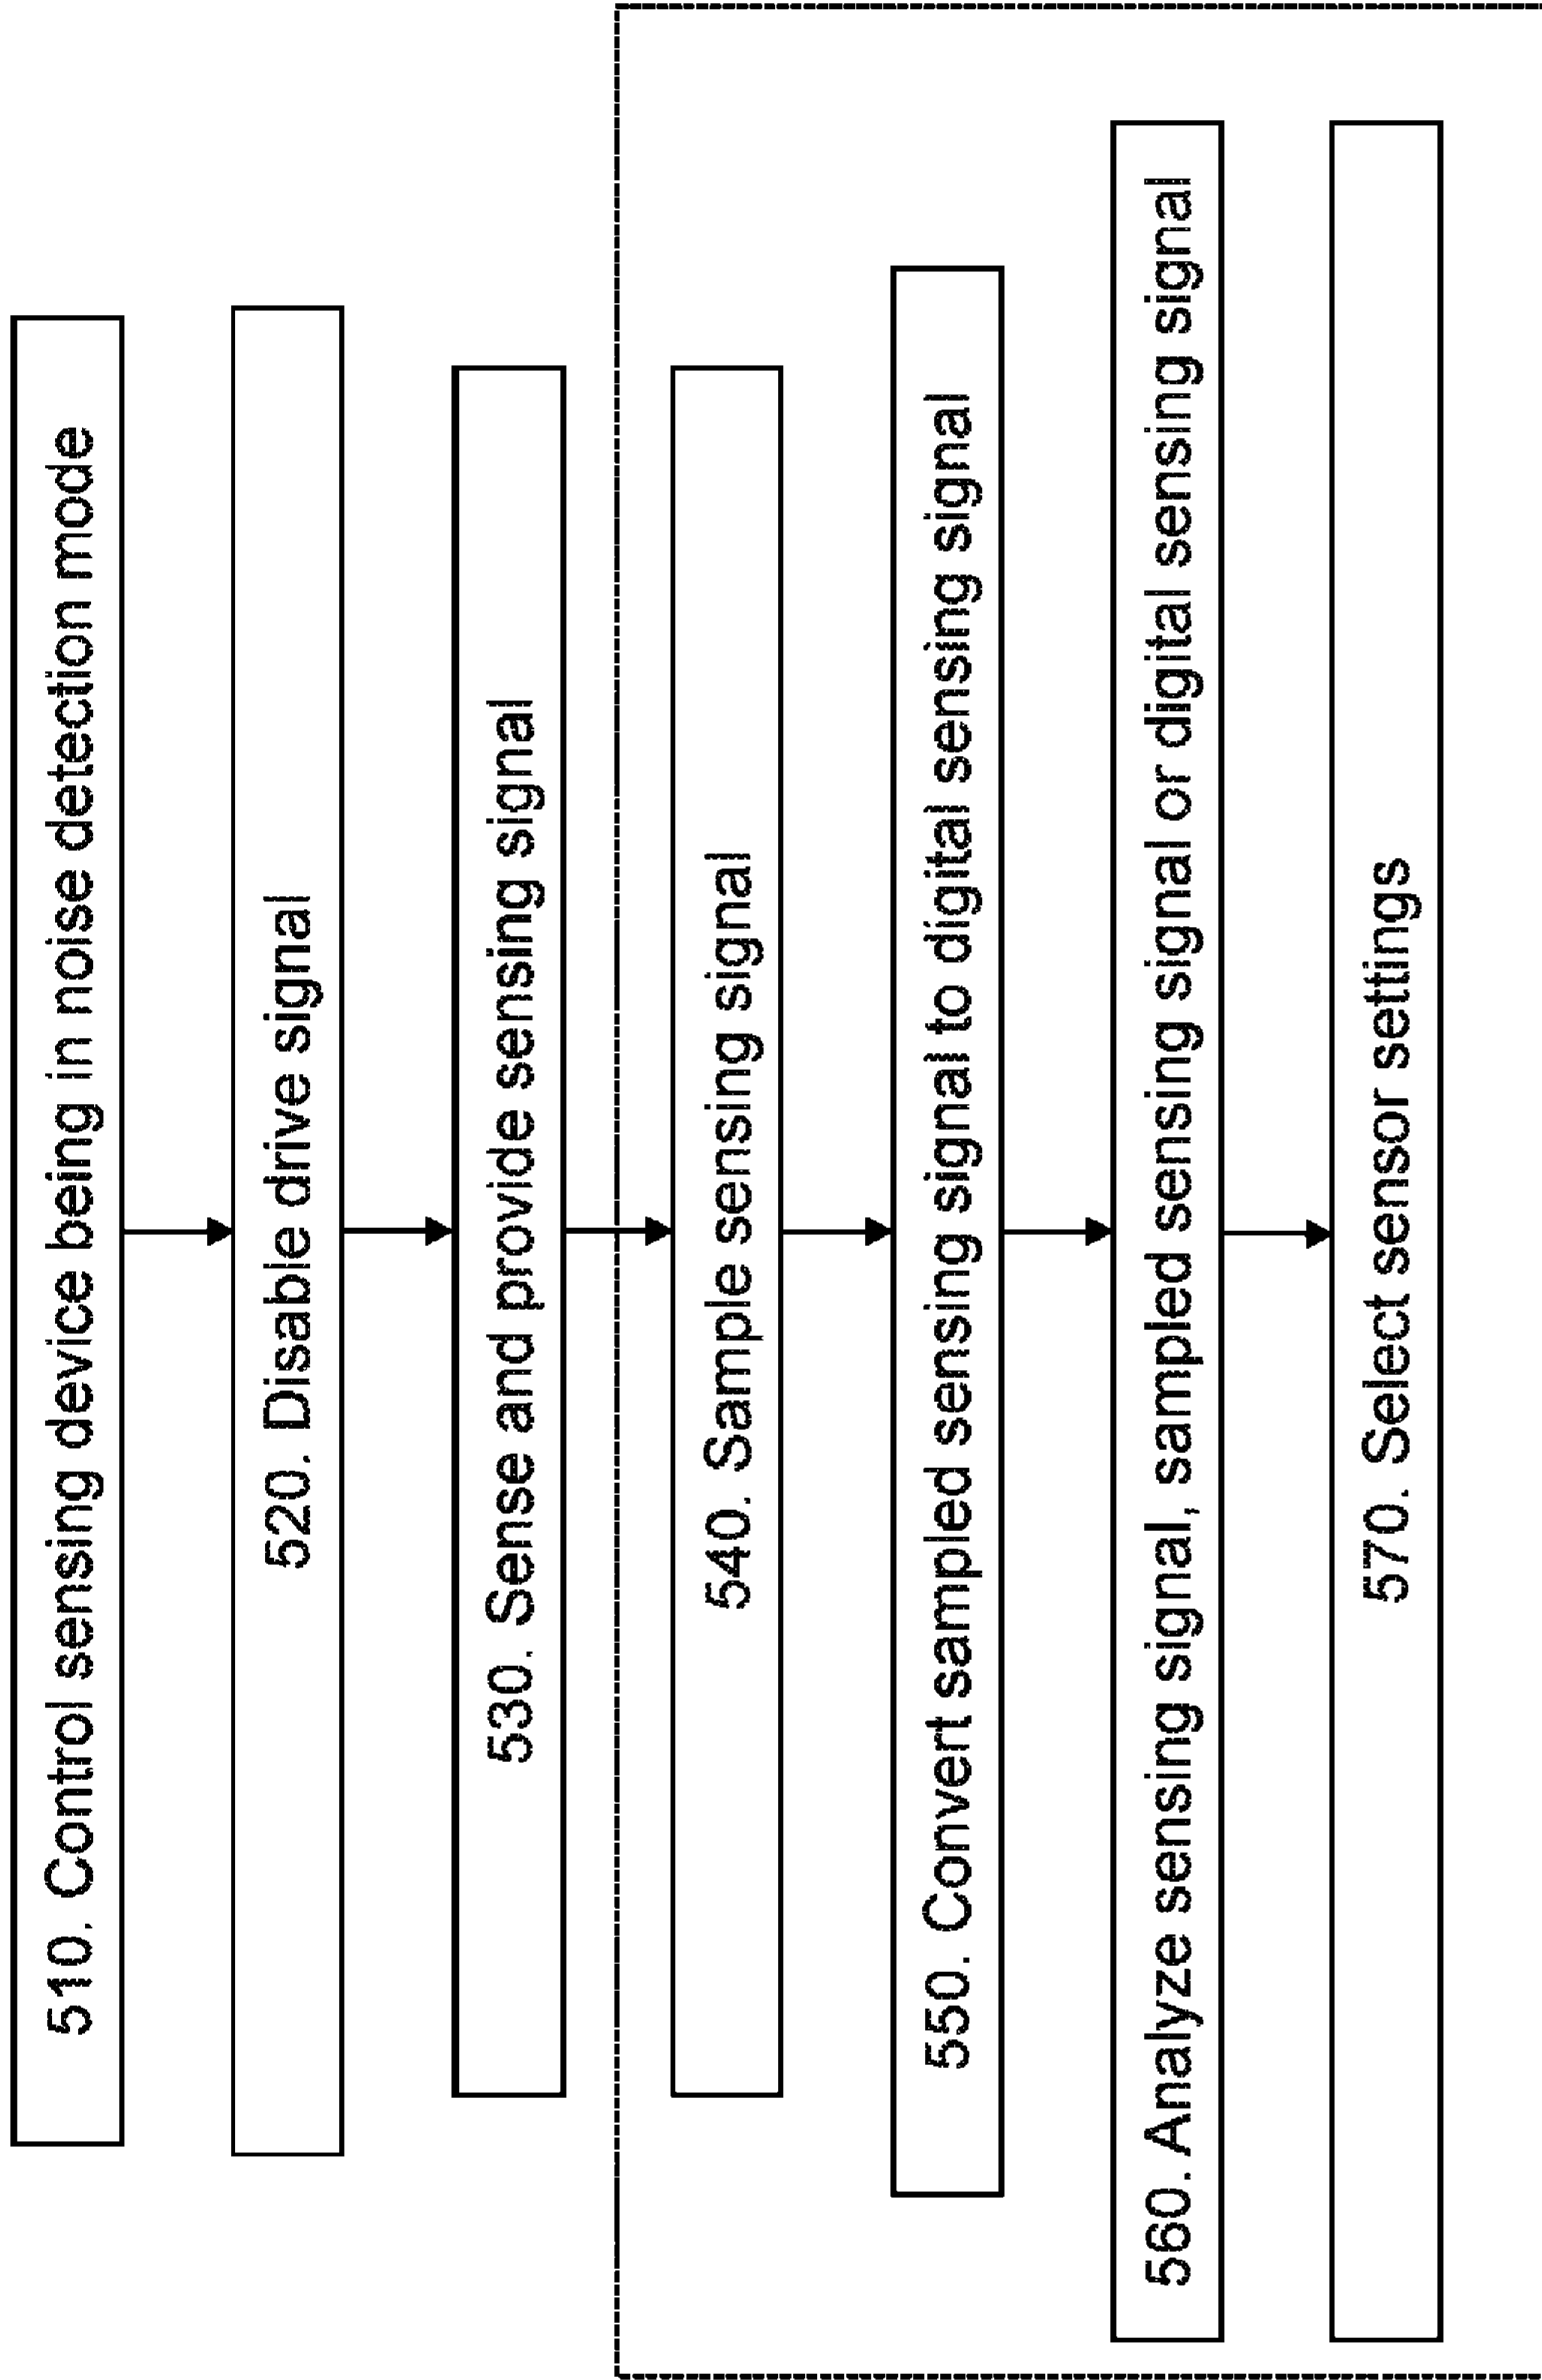 510. Control sensing device being in noise detection mode
520. Disable drive signal
530. Sense and provide sensing signal
540. Sample sensing signal
550. Convert sampled sensing signal to digital sensing signal
560. Analyze sensing signal, sampled sensing signal or digital sensing signal
570. Select sensor settings